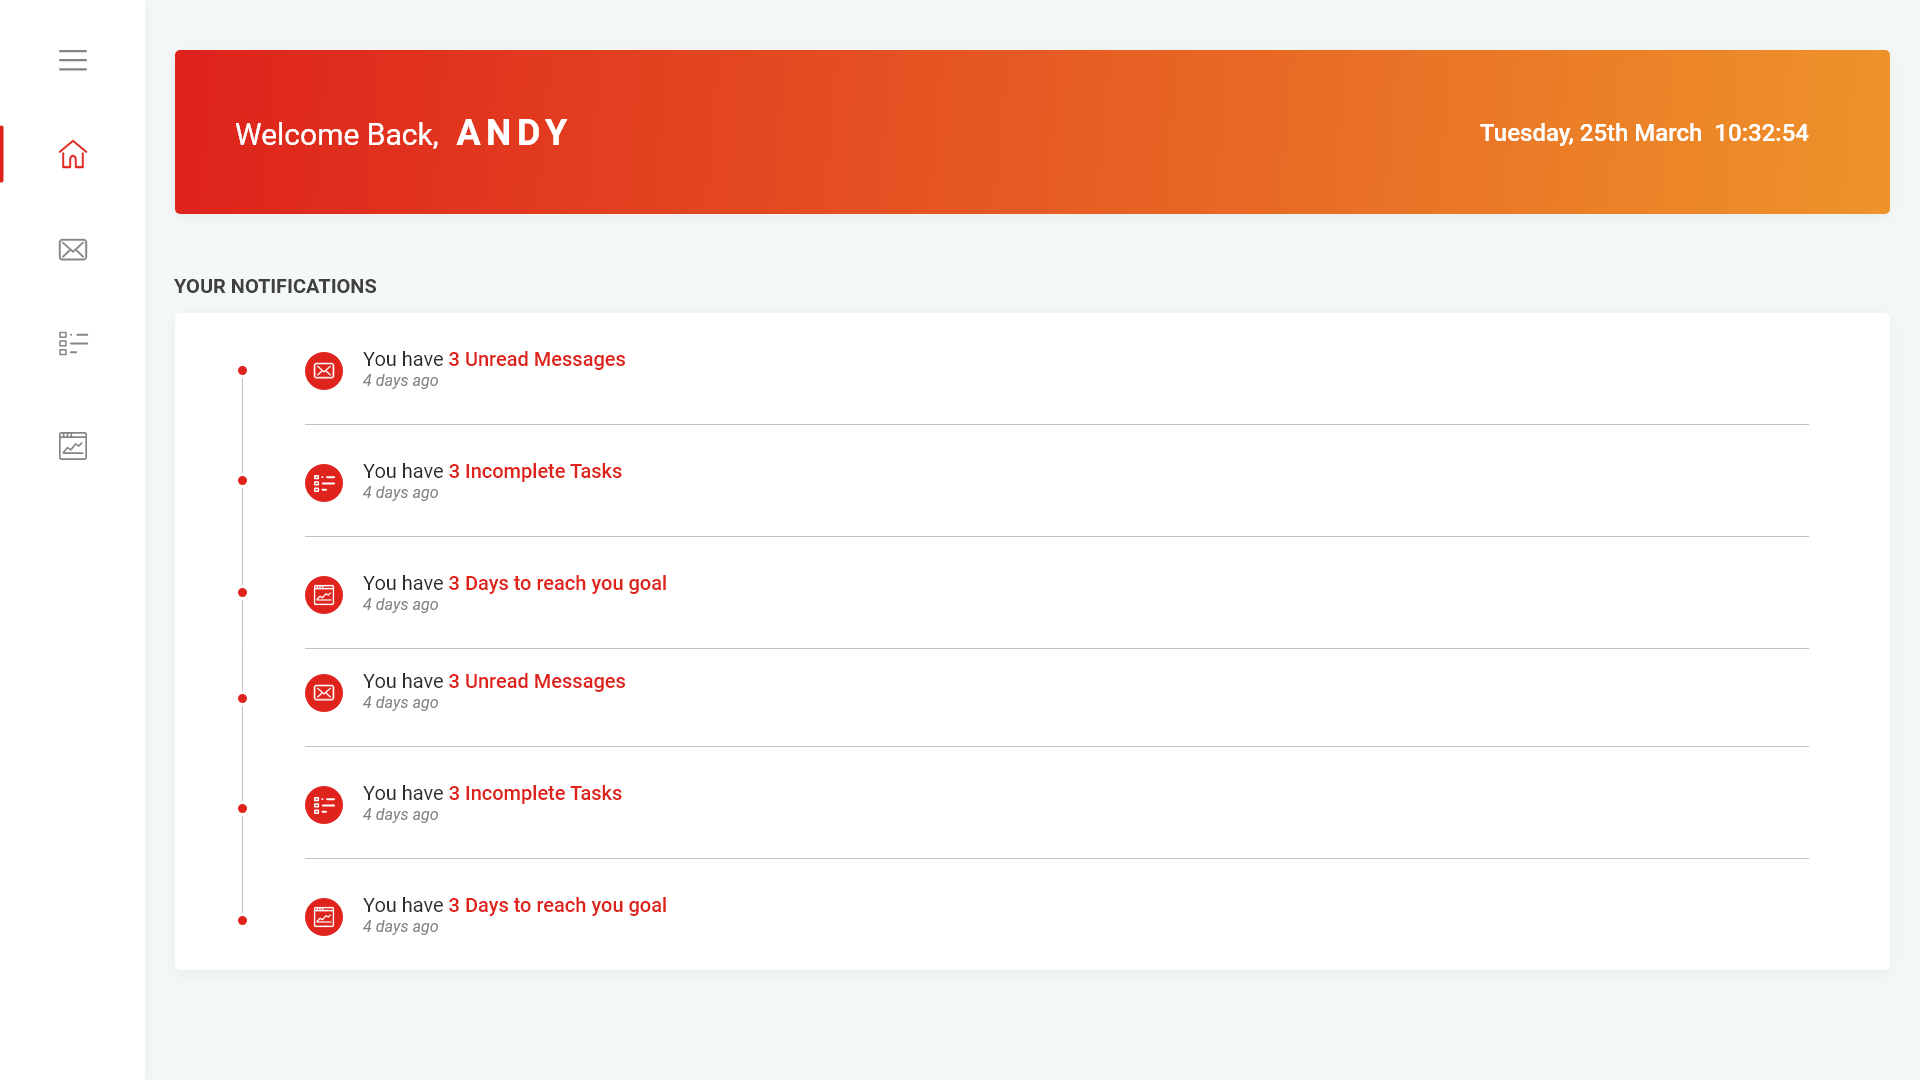 Welcome Back, ANDY
Tuesday, 25th March 10:32:54
YOUR NOTIFICATIONS
You have 3 Unread Messages
4 days ago
You have 3 Incomplete Tasks
4 days ago
You have 3 Days to reach you goal
4 days ago
You have 3 Unread Messages
4 days ago
You have 3 Incomplete Tasks
4 days ago
You have 3 Days to reach you goal
4 days ago